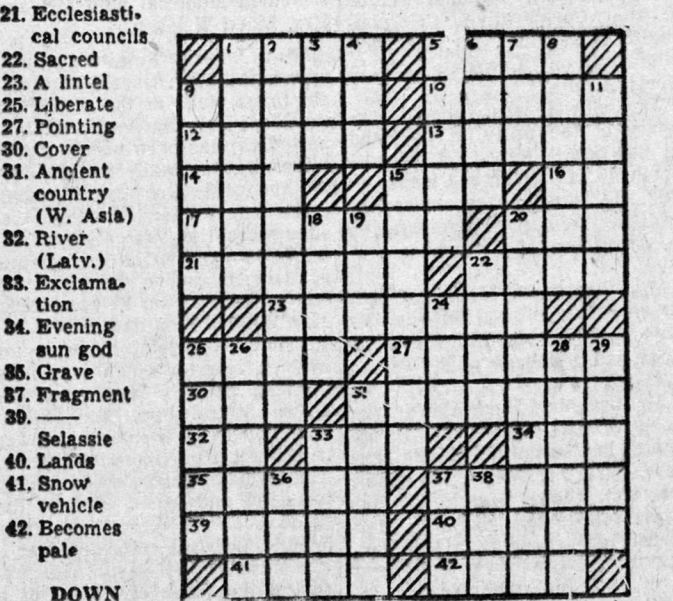 21. Ecclesiasti-
cal councils
22. Sacred
23. A lintel
25. Liberate
27. Pointing
30. Cover
31. Ancient
country
(W. Asia)
32. River
(Latv.)
33. Exclama-
tion
34. Evening
sun god
35. Grave
37. Fragment
39. ——
Selassie
40. Lands
41. Snow
vehicle
42. Becomes
pale
DOWN
1 2 3 4 5 6 7 8
9 10 11
12 13
14 15 16
17 18 19 20
21 22
23 24
25 26 27 28 29
30 31
32 33 34
35 36 37 38
39 40
41 42